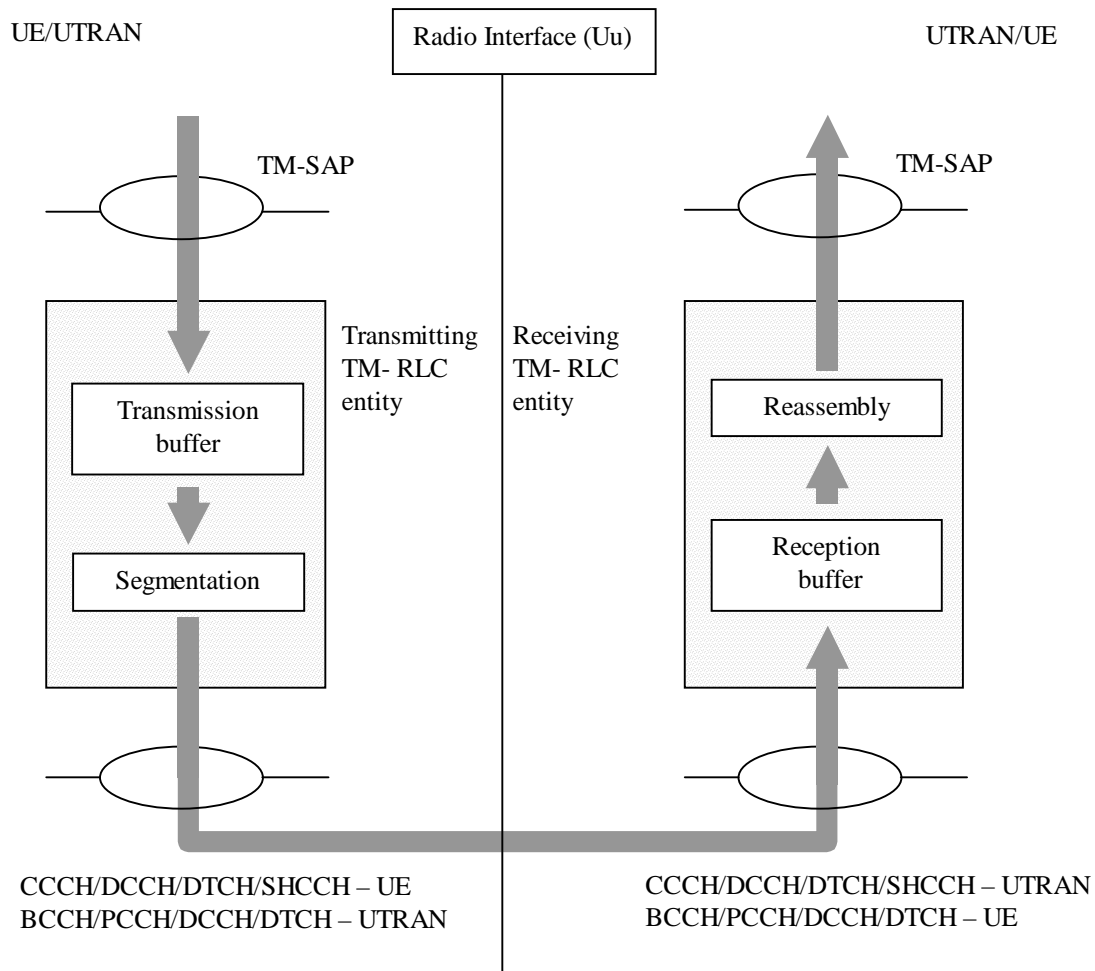 UE/UTRAN
Radio Interface (Uu)
UTRAN/UE
TM-SAP
TM-SAP
Transmitting
TM- RLC
entity
Receiving
TM- RLC
entity
Transmission
buffer
Segmentation
Reassembly
Reception
buffer
CCCH/DCCH/DTCH/SHCCH – UE
BCCH/PCCH/DCCH/DTCH – UTRAN
CCCH/DCCH/DTCH/SHCCH – UTRAN
BCCH/PCCH/DCCH/DTCH – UE